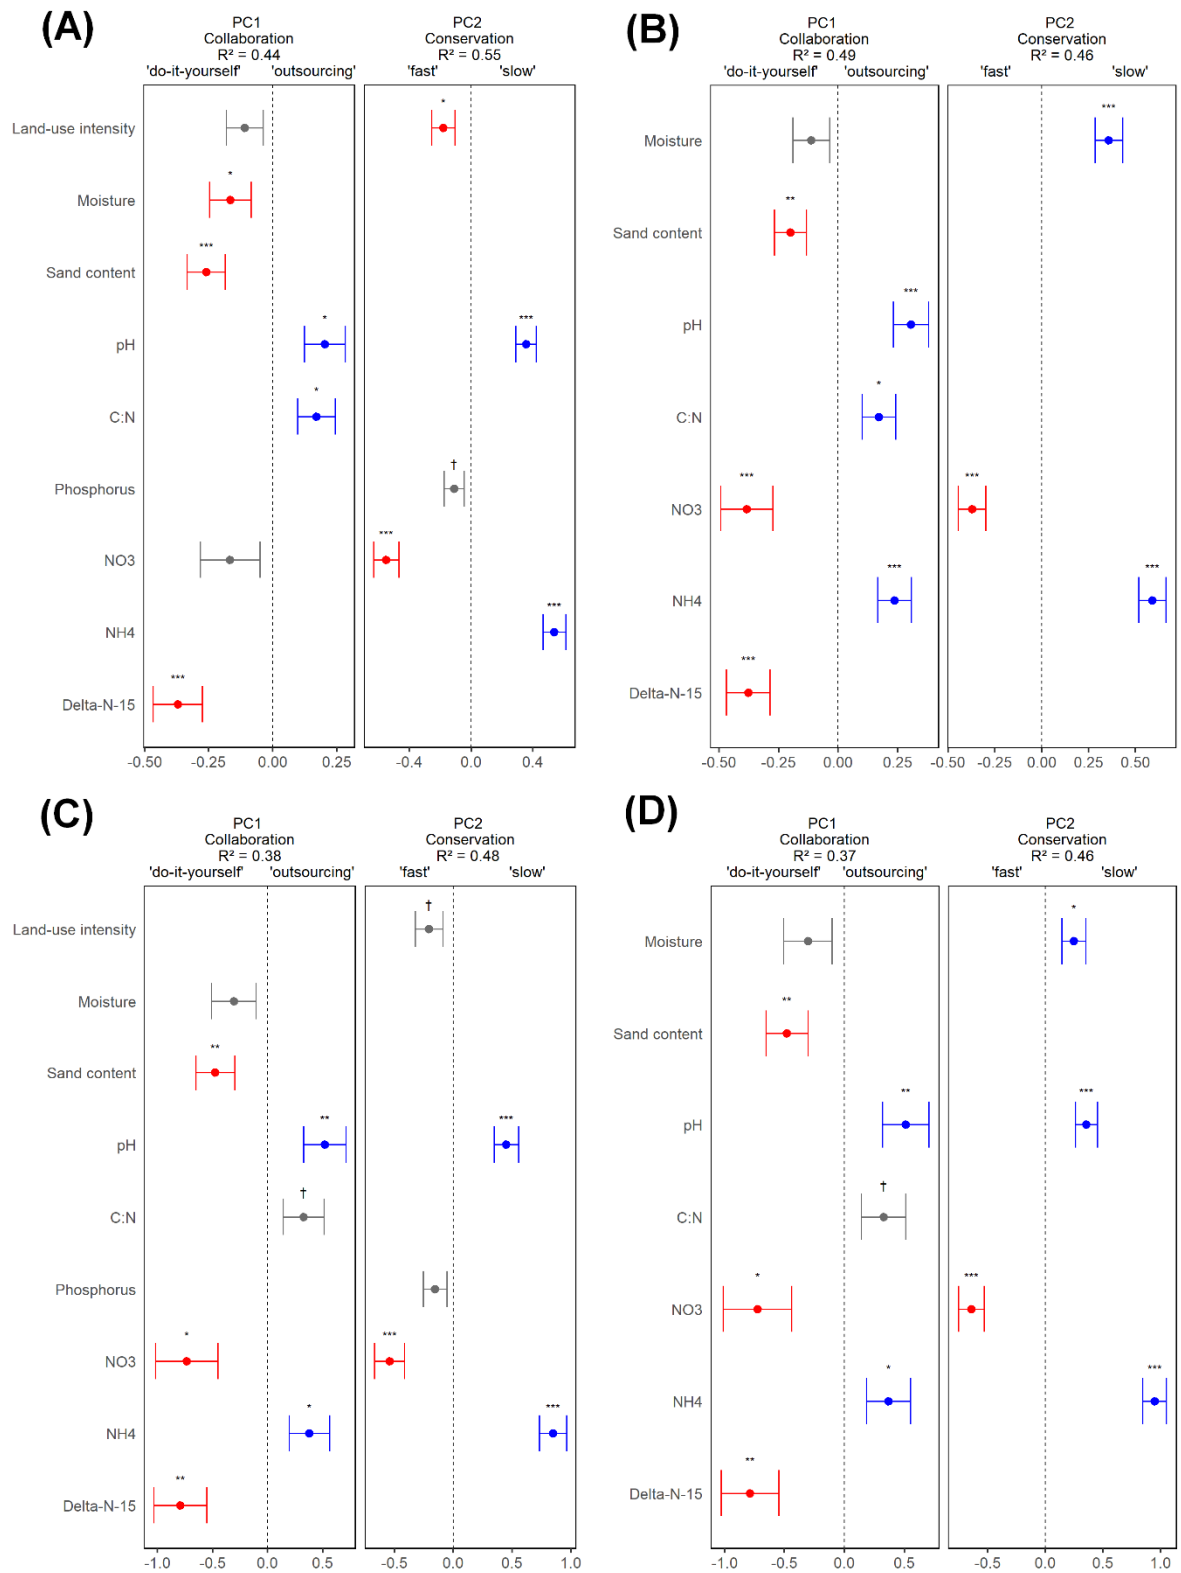 (A)
PC1
Collaboration
R² = 0.44
'do-it-yourself' 'outsourcing'
PC2
Conservation
R² = 0.55
'fast' 'slow'
Land-use intensity
*
Moisture
*
Sand content
***
pH
*
***
C:N
*
Phosphorus
†
NO3
***
NH4
***
Delta-N-15
***
-0.50 -0.25 0.00 0.25
-0.4 0.0 0.4
(B)
PC1
Collaboration
R² = 0.49
'do-it-yourself' 'outsourcing'
PC2
Conservation
R² = 0.46
'fast' 'slow'
Moisture
***
Sand content
**
pH
***
C:N
*
NO3
***
***
NH4
***
***
Delta-N-15
***
-0.50 -0.25 0.00 0.25
-0.50 -0.25 0.00 0.25 0.50
(C)
PC1
Collaboration
R² = 0.38
'do-it-yourself' 'outsourcing'
PC2
Conservation
R² = 0.48
'fast' 'slow'
Land-use intensity
†
Moisture
Sand content
**
pH
**
***
C:N
†
Phosphorus
NO3
*
***
NH4
*
***
Delta-N-15
**
-1.0 -0.5 0.0 0.5
-0.5 0.0 0.5 1.0
(D)
PC1
Collaboration
R² = 0.37
'do-it-yourself' 'outsourcing'
PC2
Conservation
R² = 0.46
'fast' 'slow'
Moisture
*
Sand content
**
pH
**
***
C:N
†
NO3
*
***
NH4
*
***
Delta-N-15
**
-1.0 -0.5 0.0 0.5
-0.5 0.0 0.5 1.0